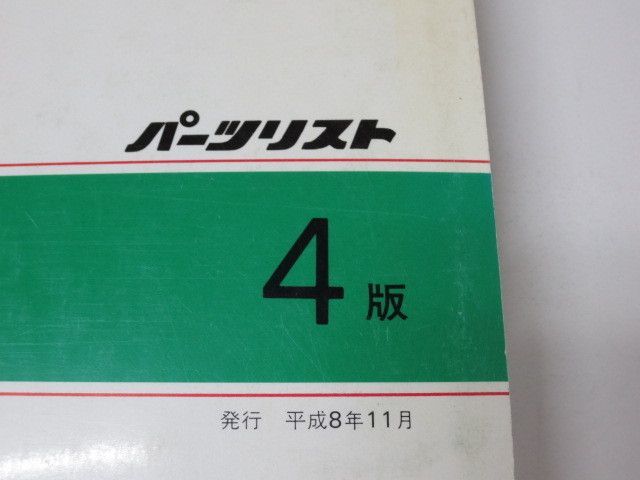 パーツリスト
4版
発行 平成8年11月